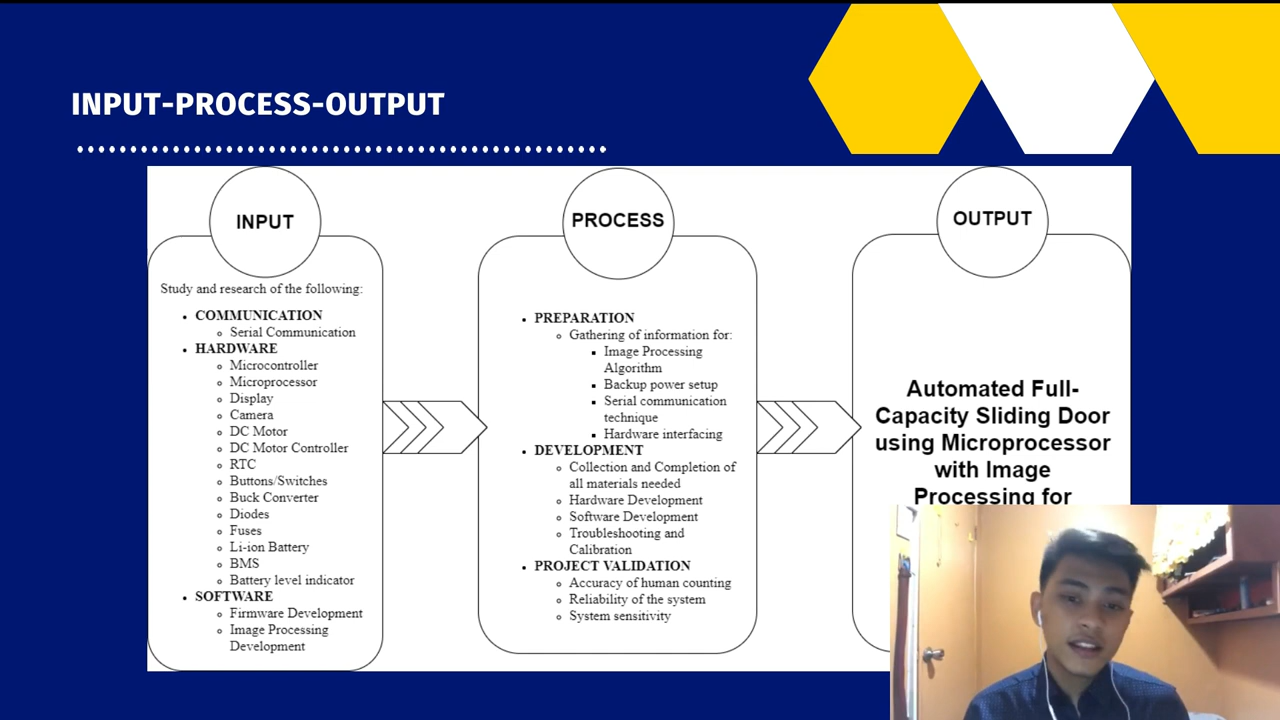 INPUT-PROCESS-OUTPUT
INPUT
Study and research of the following:
COMMUNICATION
Serial Communication
HARDWARE
Microcontroller
Microprocessor
Display
Camera
DC Motor
DC Motor Controller
RTC
Buttons/Switches
Buck Converter
Diodes
Fuses
Li-ion Battery
BMS
Battery level indicator
SOFTWARE
Firmware Development
Image Processing
Development
PROCESS
PREPARATION
Gathering of information for:
Image Processing
Algorithm
Backup power setup
Serial communication
technique
Hardware interfacing
DEVELOPMENT
Collection and Completion of
all materials needed
Hardware Development
Software Development
Troubleshooting and
Calibration
PROJECT VALIDATION
Accuracy of human counting
Reliability of the system
System sensitivity
OUTPUT
Automated Full-
Capacity Sliding Door
using Microprocessor
with Image
Processing for